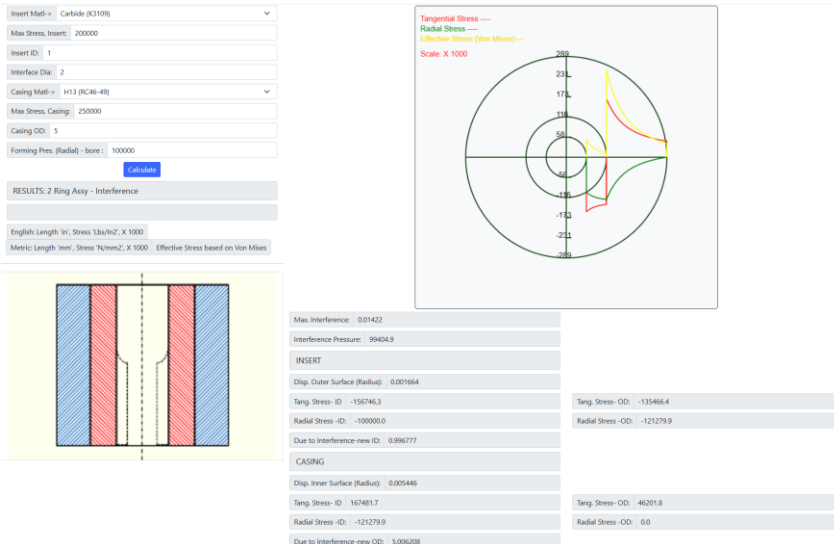 Insert Matl-> Carbide (K3109)
Max Stress, Insert: 200000
Insert ID: 1
Interface Dia: 2
Casing Matl-> H13 (RC46-49)
Max Stress, Casing: 250000
Casing OD: 5
Forming Pres. (Radial) - bore : 100000
Calculate
RESULTS: 2 Ring Assy - Interference
English: Length 'in', Stress 'Lbs/In2', X 1000
Metric: Length 'mm', Stress 'N/mm2', X 1000 Effective Stress based on Von Mises
Tangential Stress ----
Radial Stress ----
Effective Stress (Von Mises)----
Scale: X 1000
289
231
173
116
58
-58
-116
-173
-231
-289
Max. Interference: 0.01422
Interference Pressure: 99404.9
INSERT
Disp. Outer Surface (Radius): 0.001664
Tang. Stress- ID -156746.3 Tang. Stress- OD: -135466.4
Radial Stress -ID: -100000.0 Radial Stress -OD: -121279.9
Due to Interference-new ID: 0.996777
CASING
Disp. Inner Surface (Radius): 0.005446
Tang. Stress- ID 167481.7 Tang. Stress- OD: 46201.8
Radial Stress -ID: -121279.9 Radial Stress -OD: 0.0
Due to Interference-new OD: 5.006208